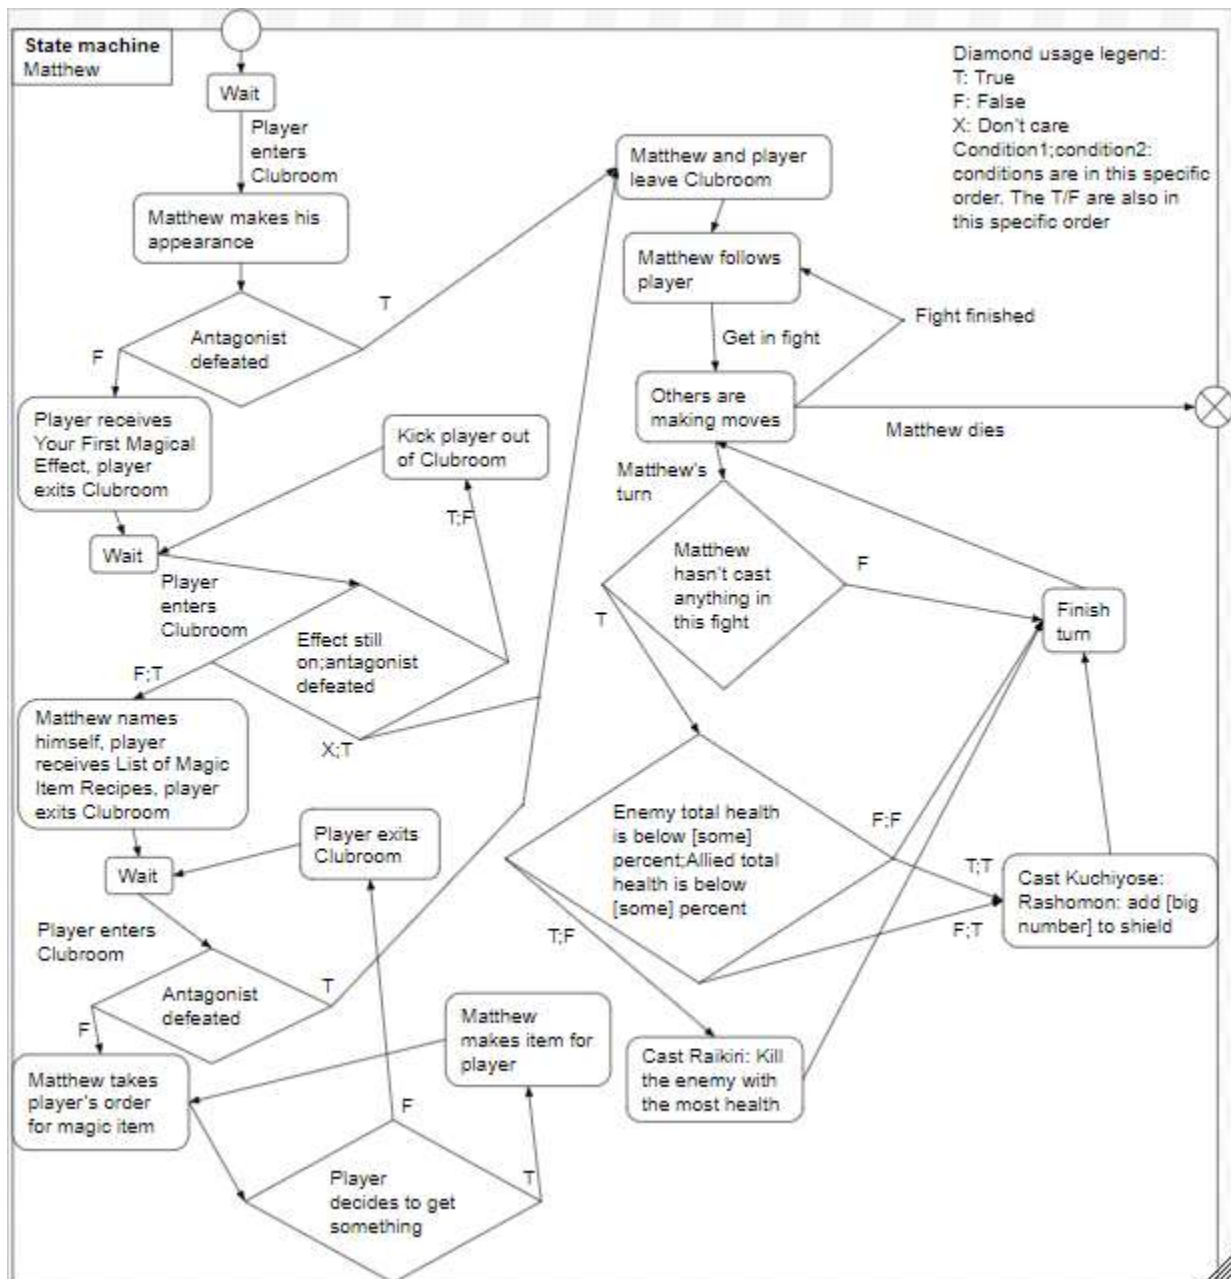 State machine
Matthew
Diamond usage legend:
T: True
F: False
X: Don't care
Condition1;condition2:
conditions are in this specific
order. The T/F are also in
this specific order
Wait
Player
enters
Clubroom
Matthew makes his
appearance
Antagonist
defeated
T
F
Player receives
Your First Magical
Effect, player
exits Clubroom
Kick player out
of Clubroom
T;F
Wait
Player
enters
Clubroom
Effect still
on;antagonist
defeated
F;T
X;T
Matthew names
himself, player
receives List of Magic
Item Recipes, player
exits Clubroom
Player exits
Clubroom
Wait
Player enters
Clubroom
Antagonist
defeated
T
F
Matthew takes
player's order
for magic item
Matthew
makes item for
player
F
T
Player
decides to get
something
Matthew and player
leave Clubroom
Matthew follows
player
Get in fight
Fight finished
Others are
making moves
Matthew dies
Matthew's
turn
Matthew
hasn't cast
anything in
this fight
F
T
Finish
turn
Enemy total health
is below [some]
percent;Allied total
health is below
[some] percent
F;F
T;T
F;T
T;F
Cast Kuchiyose:
Rashomon: add [big
number] to shield
Cast Raikiri: Kill
the enemy with
the most health